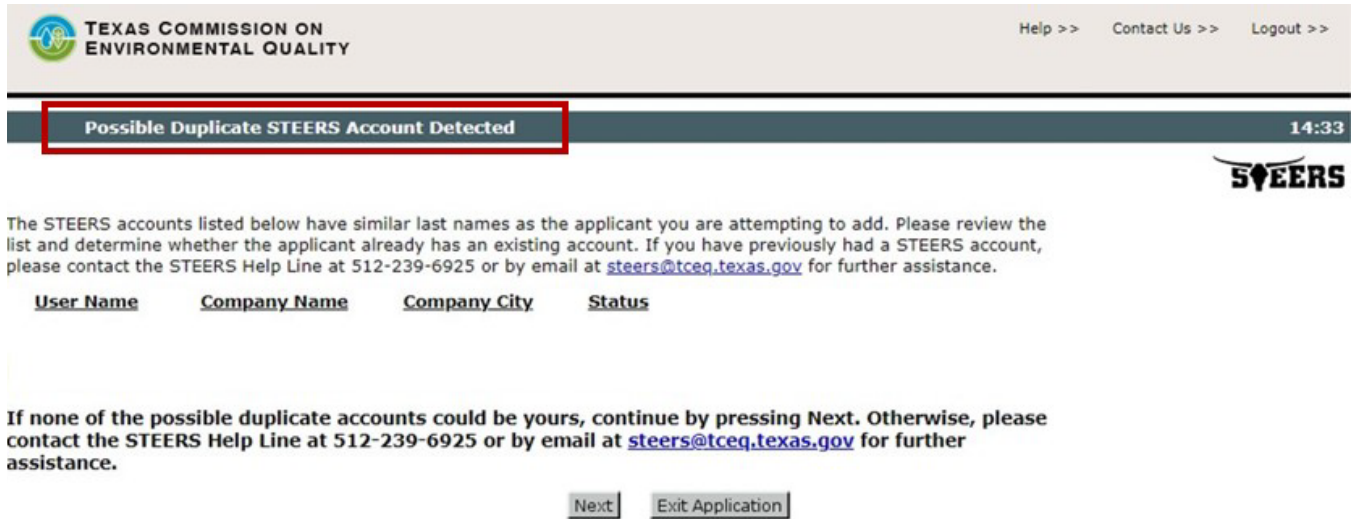 TEXAS COMMISSION ON
ENVIRONMENTAL QUALITY
Help >> Contact Us >> Logout >>
Possible Duplicate STEERS Account Detected 14:33
STEERS
The STEERS accounts listed below have similar last names as the applicant you are attempting to add. Please review the
list and determine whether the applicant already has an existing account. If you have previously had a STEERS account,
please contact the STEERS Help Line at 512-239-6925 or by email at steers@tceq.texas.gov for further assistance.
User Name Company Name Company City Status
If none of the possible duplicate accounts could be yours, continue by pressing Next. Otherwise, please
contact the STEERS Help Line at 512-239-6925 or by email at steers@tceq.texas.gov for further
assistance.
Next Exit Application